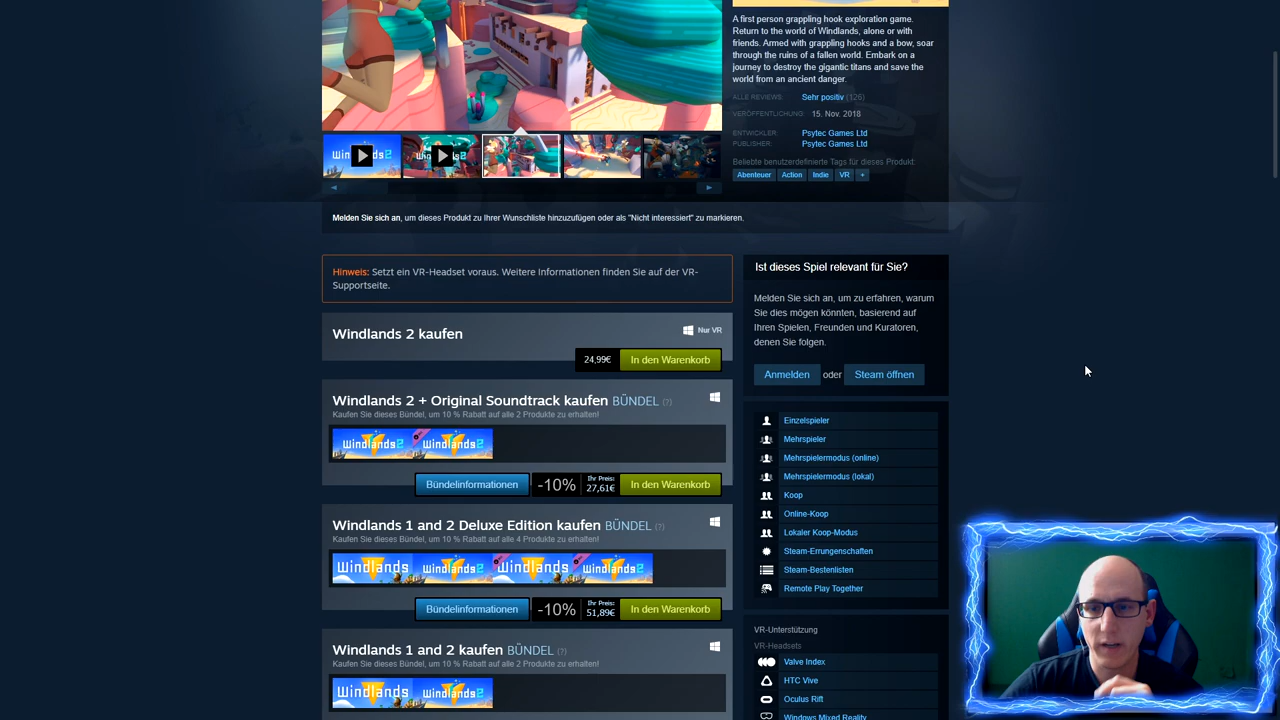 A first person grappling hook exploration game.
Return to the world of Windlands, alone or with
friends. Armed with grappling hooks and a bow, soar
through the ruins of a fallen world. Embark on a
journey to destroy the gigantic titans and save the
world from an ancient danger.
ALLE REVIEWS: Sehr positiv (126)
VERÖFFENTLICHUNG: 15. Nov. 2018
ENTWICKLER: Psytec Games Ltd
PUBLISHER: Psytec Games Ltd
Beliebte benutzerdefinierte Tags für dieses Produkt:
Abenteuer Action Indie VR +
Melden Sie sich an, um dieses Produkt zu Ihrer Wunschliste hinzuzufügen oder als "Nicht interessiert" zu markieren.
Hinweis: Setzt ein VR-Headset voraus. Weitere Informationen finden Sie auf der VR-
Supportseite.
Windlands 2 kaufen
Nur VR
24,99€ In den Warenkorb
Windlands 2 + Original Soundtrack kaufen BÜNDEL (?)
Kaufen Sie dieses Bündel, um 10 % Rabatt auf alle 2 Produkte zu erhalten!
Windlands2 Windlands2
Bündelinformationen -10% Ihr Preis: 27,61€ In den Warenkorb
Windlands 1 and 2 Deluxe Edition kaufen BÜNDEL (?)
Kaufen Sie dieses Bündel, um 10 % Rabatt auf alle 4 Produkte zu erhalten!
Windlands Windlands2 Windlands Windlands2
Bündelinformationen -10% Ihr Preis: 51,89€ In den Warenkorb
Windlands 1 and 2 kaufen BÜNDEL (?)
Kaufen Sie dieses Bündel, um 10 % Rabatt auf alle 2 Produkte zu erhalten!
Windlands Windlands2
Ist dieses Spiel relevant für Sie?
Melden Sie sich an, um zu erfahren, warum
Sie dies mögen könnten, basierend auf
Ihren Spielen, Freunden und Kuratoren,
denen Sie folgen.
Anmelden oder Steam öffnen
Einzelspieler
Mehrspieler
Mehrspielermodus (online)
Mehrspielermodus (lokal)
Koop
Online-Koop
Lokaler Koop-Modus
Steam-Errungenschaften
Steam-Bestenlisten
Remote Play Together
VR-Unterstützung
VR-Headsets
Valve Index
HTC Vive
Oculus Rift
Windows Mixed Reality